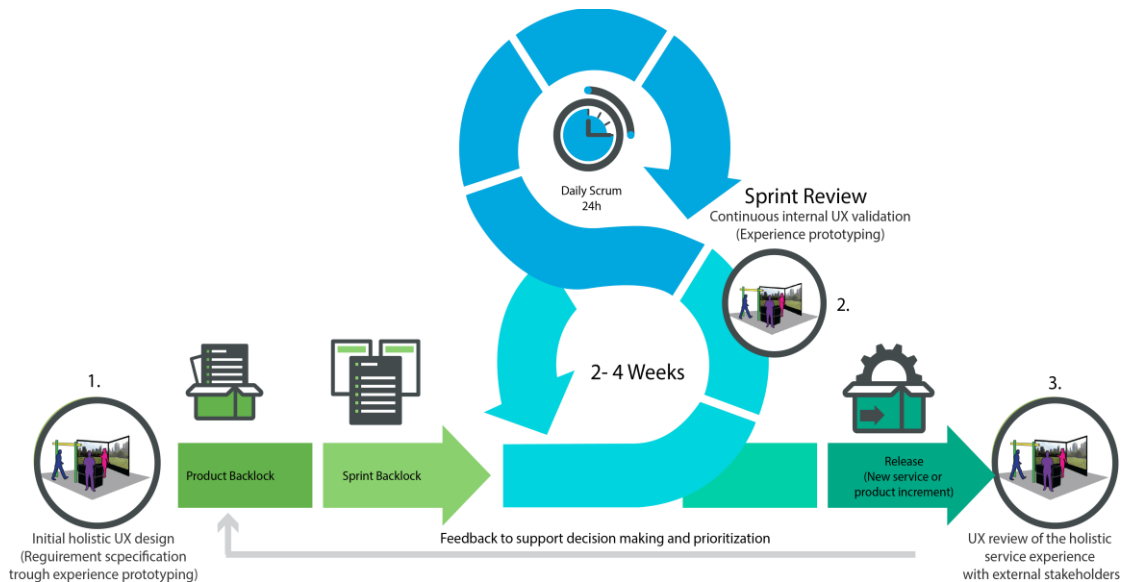 Daily Scrum
24h
Sprint Review
Continuous internal UX validation
(Experience prototyping)
2.
2- 4 Weeks
1.
3.
Product Backlock
Sprint Backlock
Release
(New service or
product increment)
Initial holistic UX design
(Reguirement scpecification
trough experience prototyping)
Feedback to support decision making and prioritization
UX review of the holistic
service experience
with external stakeholders